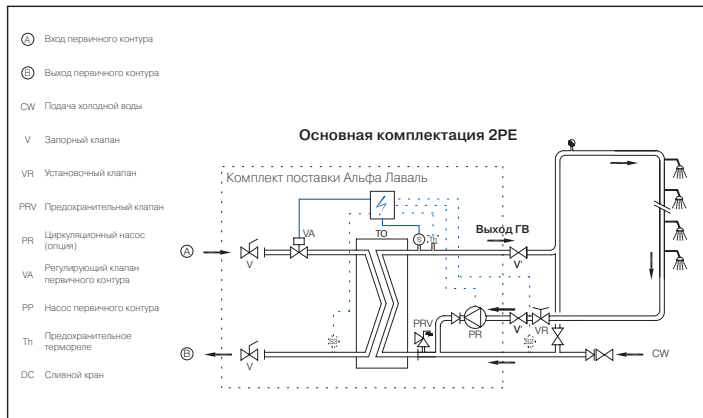 A Вход первичного контура
B Выход первичного контура
CW Подача холодной воды
V Запорный клапан
VR Установочный клапан
PRV Предохранительный клапан
PR Циркуляционный насос
(опция)
VA Регулирующий клапан
первичного контура
PP Насос первичного контура
Th Предохранительное
термореле
DC Сливной кран
Основная комплектация 2PE
Комплект поставки Альфа Лаваль
VA
TO
S
Th
Выход ГВ
A
V
V'
PRV
PR
V'
VR
B
V
CW